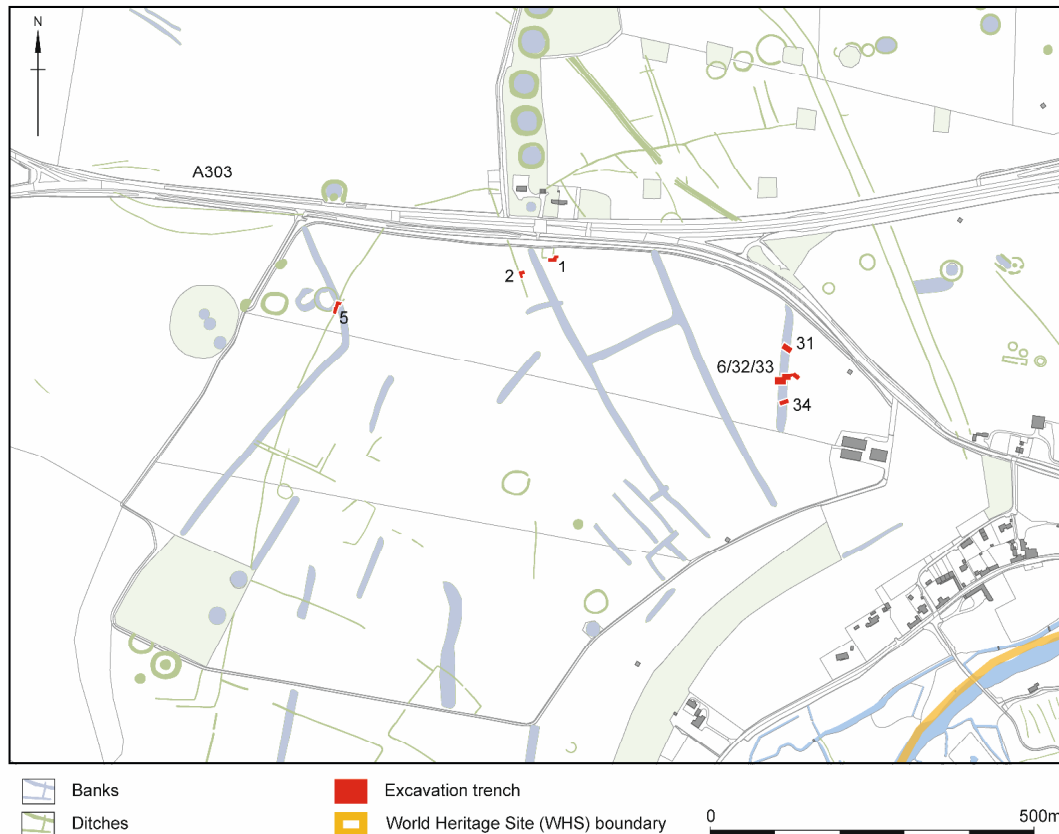 N
A303
1
2
5
31
6/32/33
34
Banks
Excavation trench
Ditches
World Heritage Site (WHS) boundary
0
500m